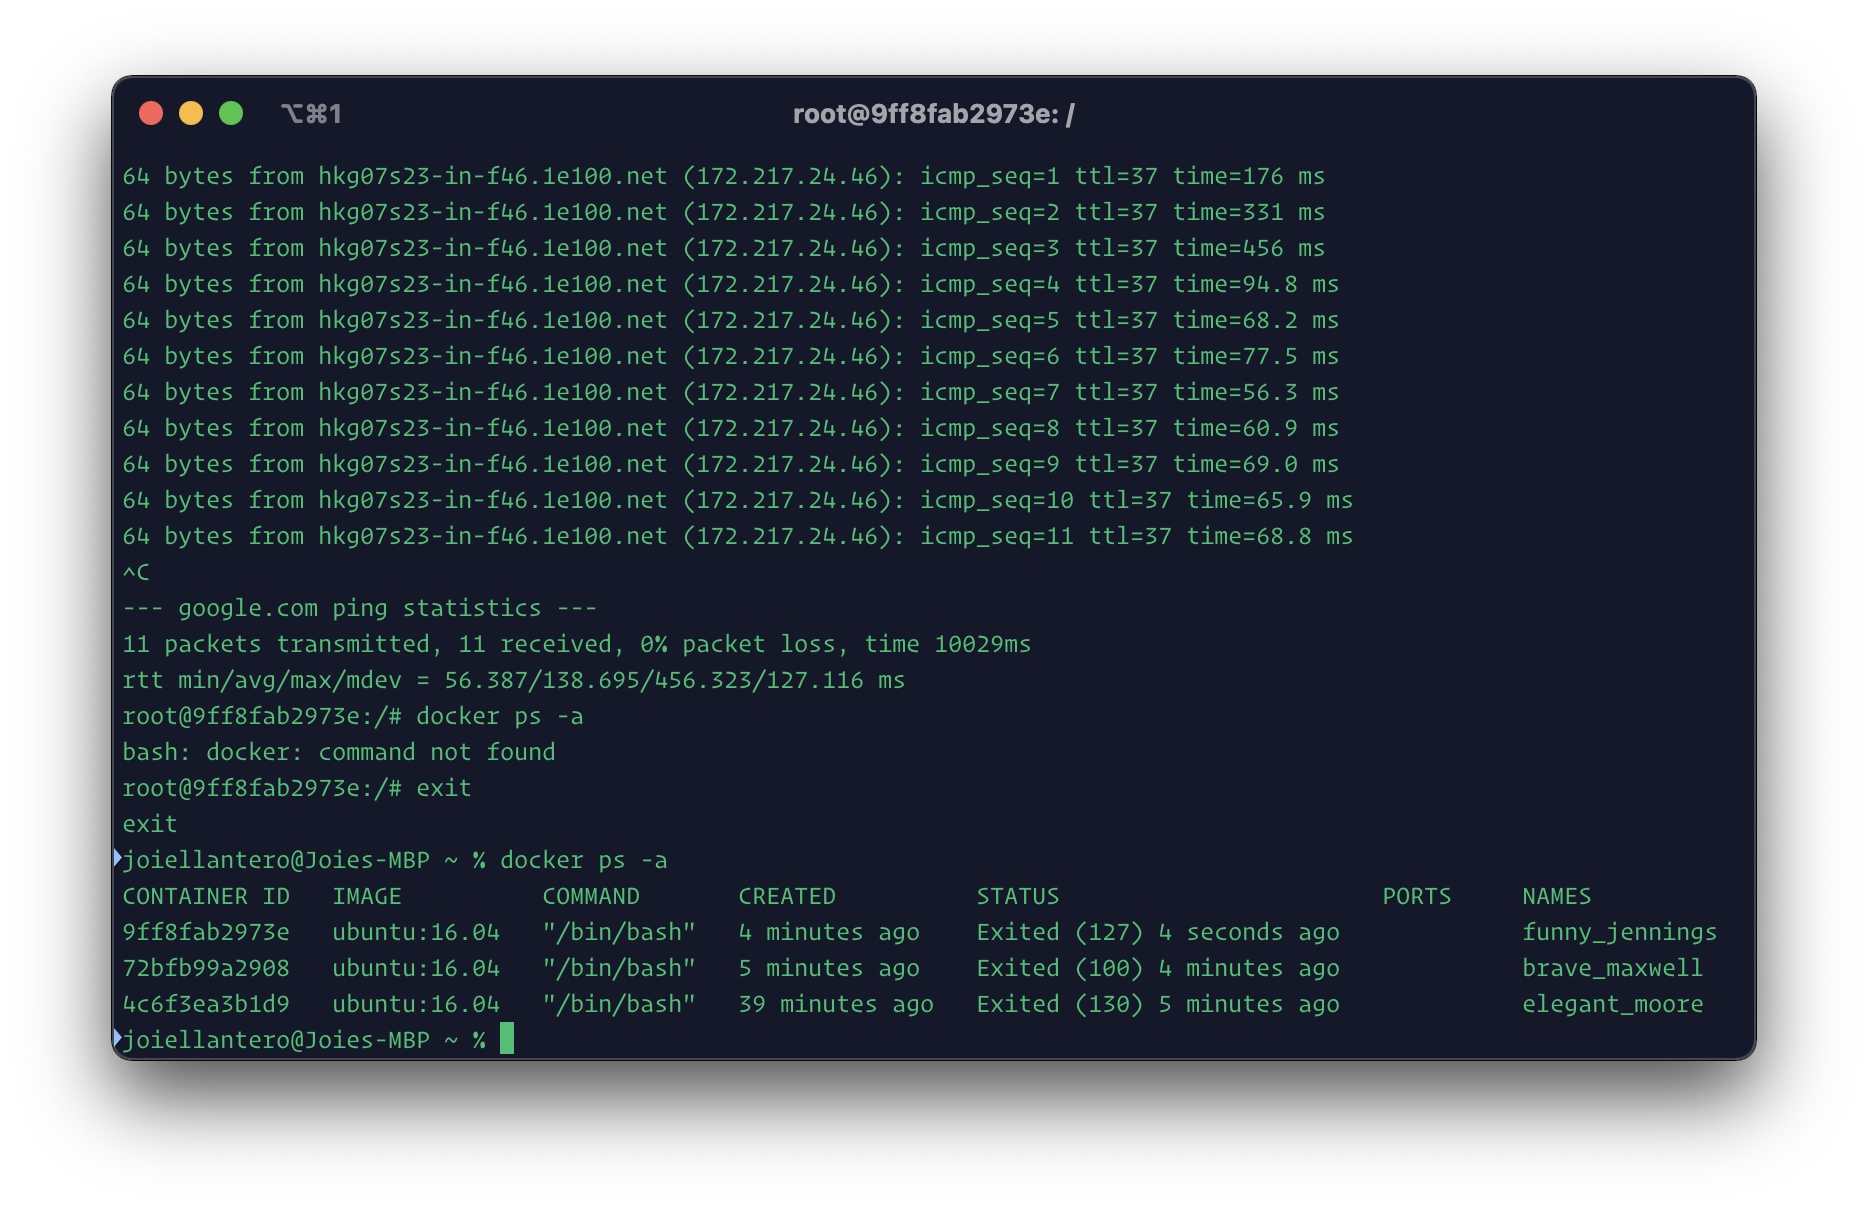 ⌥⌘1 root@9ff8fab2973e: /
64 bytes from hkg07s23-in-f46.1e100.net (172.217.24.46): icmp_seq=1 ttl=37 time=176 ms
64 bytes from hkg07s23-in-f46.1e100.net (172.217.24.46): icmp_seq=2 ttl=37 time=331 ms
64 bytes from hkg07s23-in-f46.1e100.net (172.217.24.46): icmp_seq=3 ttl=37 time=456 ms
64 bytes from hkg07s23-in-f46.1e100.net (172.217.24.46): icmp_seq=4 ttl=37 time=94.8 ms
64 bytes from hkg07s23-in-f46.1e100.net (172.217.24.46): icmp_seq=5 ttl=37 time=68.2 ms
64 bytes from hkg07s23-in-f46.1e100.net (172.217.24.46): icmp_seq=6 ttl=37 time=77.5 ms
64 bytes from hkg07s23-in-f46.1e100.net (172.217.24.46): icmp_seq=7 ttl=37 time=56.3 ms
64 bytes from hkg07s23-in-f46.1e100.net (172.217.24.46): icmp_seq=8 ttl=37 time=60.9 ms
64 bytes from hkg07s23-in-f46.1e100.net (172.217.24.46): icmp_seq=9 ttl=37 time=69.0 ms
64 bytes from hkg07s23-in-f46.1e100.net (172.217.24.46): icmp_seq=10 ttl=37 time=65.9 ms
64 bytes from hkg07s23-in-f46.1e100.net (172.217.24.46): icmp_seq=11 ttl=37 time=68.8 ms
^C
--- google.com ping statistics ---
11 packets transmitted, 11 received, 0% packet loss, time 10029ms
rtt min/avg/max/mdev = 56.387/138.695/456.323/127.116 ms
root@9ff8fab2973e:/# docker ps -a
bash: docker: command not found
root@9ff8fab2973e:/# exit
exit
joiellantero@Joies-MBP ~ % docker ps -a
CONTAINER ID   IMAGE          COMMAND       CREATED          STATUS                       PORTS     NAMES
9ff8fab2973e   ubuntu:16.04   "/bin/bash"   4 minutes ago    Exited (127) 4 seconds ago             funny_jennings
72bfb99a2908   ubuntu:16.04   "/bin/bash"   5 minutes ago    Exited (100) 4 minutes ago             brave_maxwell
4c6f3ea3b1d9   ubuntu:16.04   "/bin/bash"   39 minutes ago   Exited (130) 5 minutes ago             elegant_moore
joiellantero@Joies-MBP ~ %